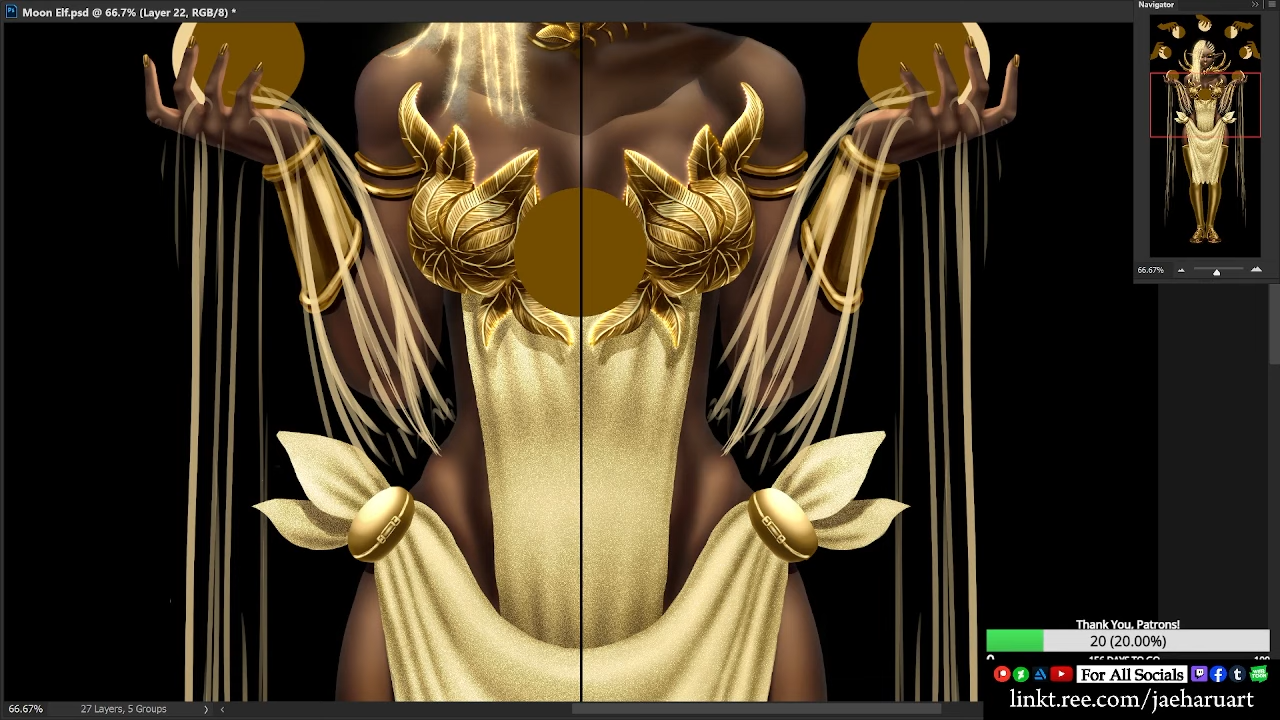 Moon Elf.psd @ 66.7% (Layer 22, RGB/8) *
Navigator
66.67%
Thank You, Patrons!
20 (20.00%)
For All Socials
linkt.ree.com/jaeharuart
66.67%
27 Layers, 5 Groups